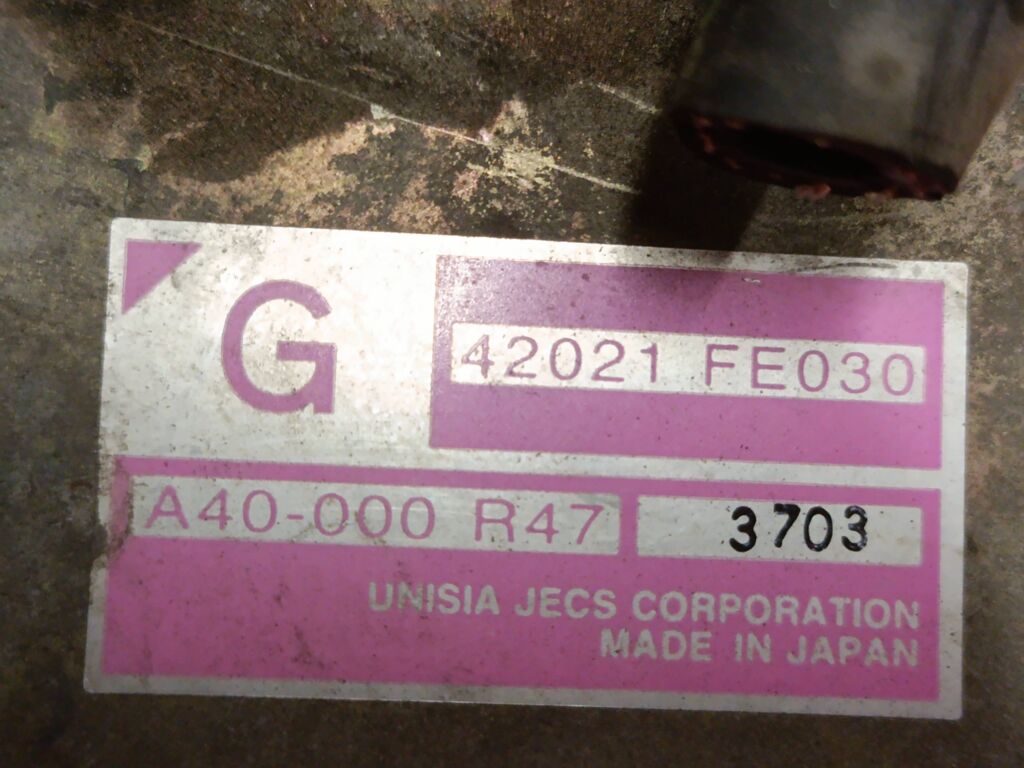 G
42021 FE030
A40-000 R47 3703
UNISIA JECS CORPORATION
MADE IN JAPAN